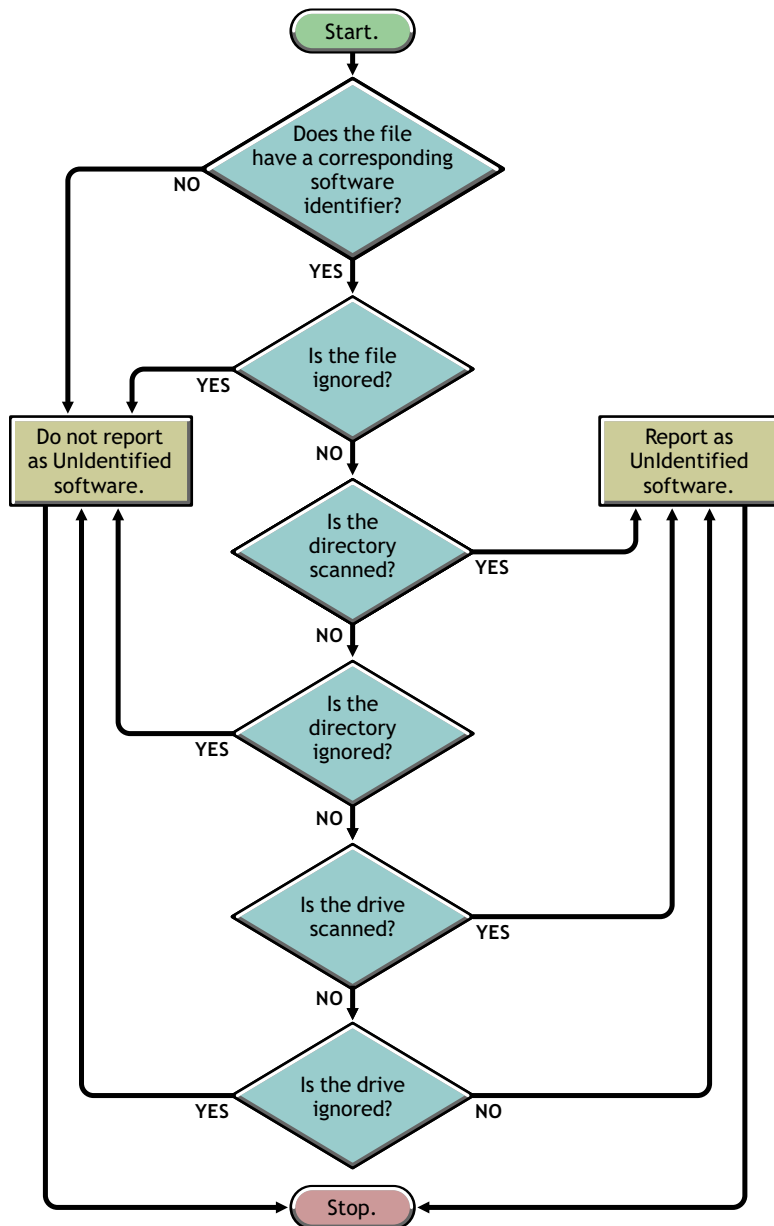 Start.
Does the file
have a corresponding
software
identifier?
NO
YES
Is the file
ignored?
YES
NO
Do not report
as UnIdentified
software.
Report as
UnIdentified
software.
Is the
directory
scanned?
YES
NO
Is the
directory
ignored?
YES
NO
Is the drive
scanned?
YES
NO
Is the drive
ignored?
YES
NO
Stop.